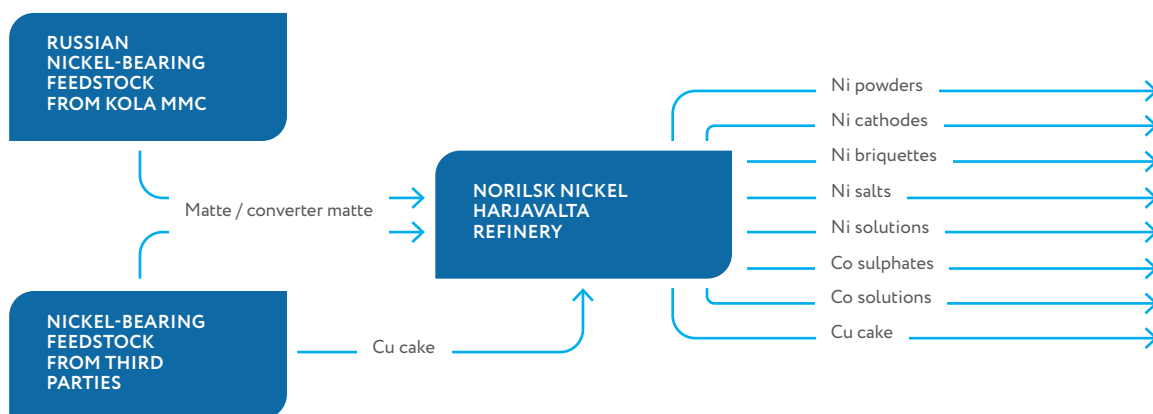 RUSSIAN
NICKEL-BEARING
FEEDSTOCK
FROM KOLA MMC
Matte / converter matte
NICKEL-BEARING
FEEDSTOCK
FROM THIRD
PARTIES
Cu cake
NORILSK NICKEL
HARJAVALTA
REFINERY
Ni powders
Ni cathodes
Ni briquettes
Ni salts
Ni solutions
Co sulphates
Co solutions
Cu cake